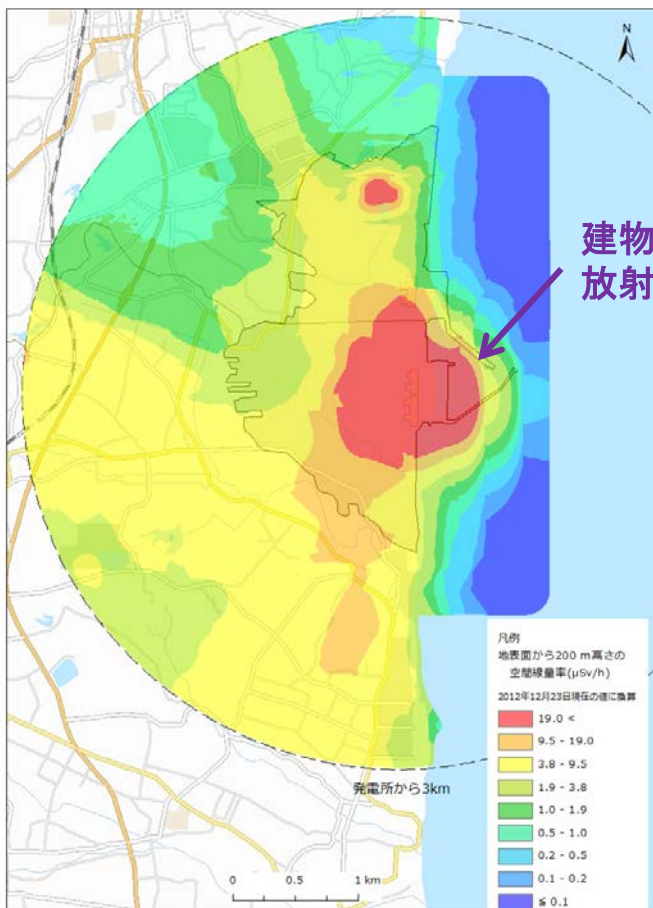 N
建物
放射
発電所から3km
0 0.5 1 km
凡例
地表面から200 m高さの
空間線量率(μSv/h)
2012年12月23日現在の値に換算
19.0 <
9.5 - 19.0
3.8 - 9.5
1.9 - 3.8
1.0 - 1.9
0.5 - 1.0
0.2 - 0.5
0.1 - 0.2
≦ 0.1